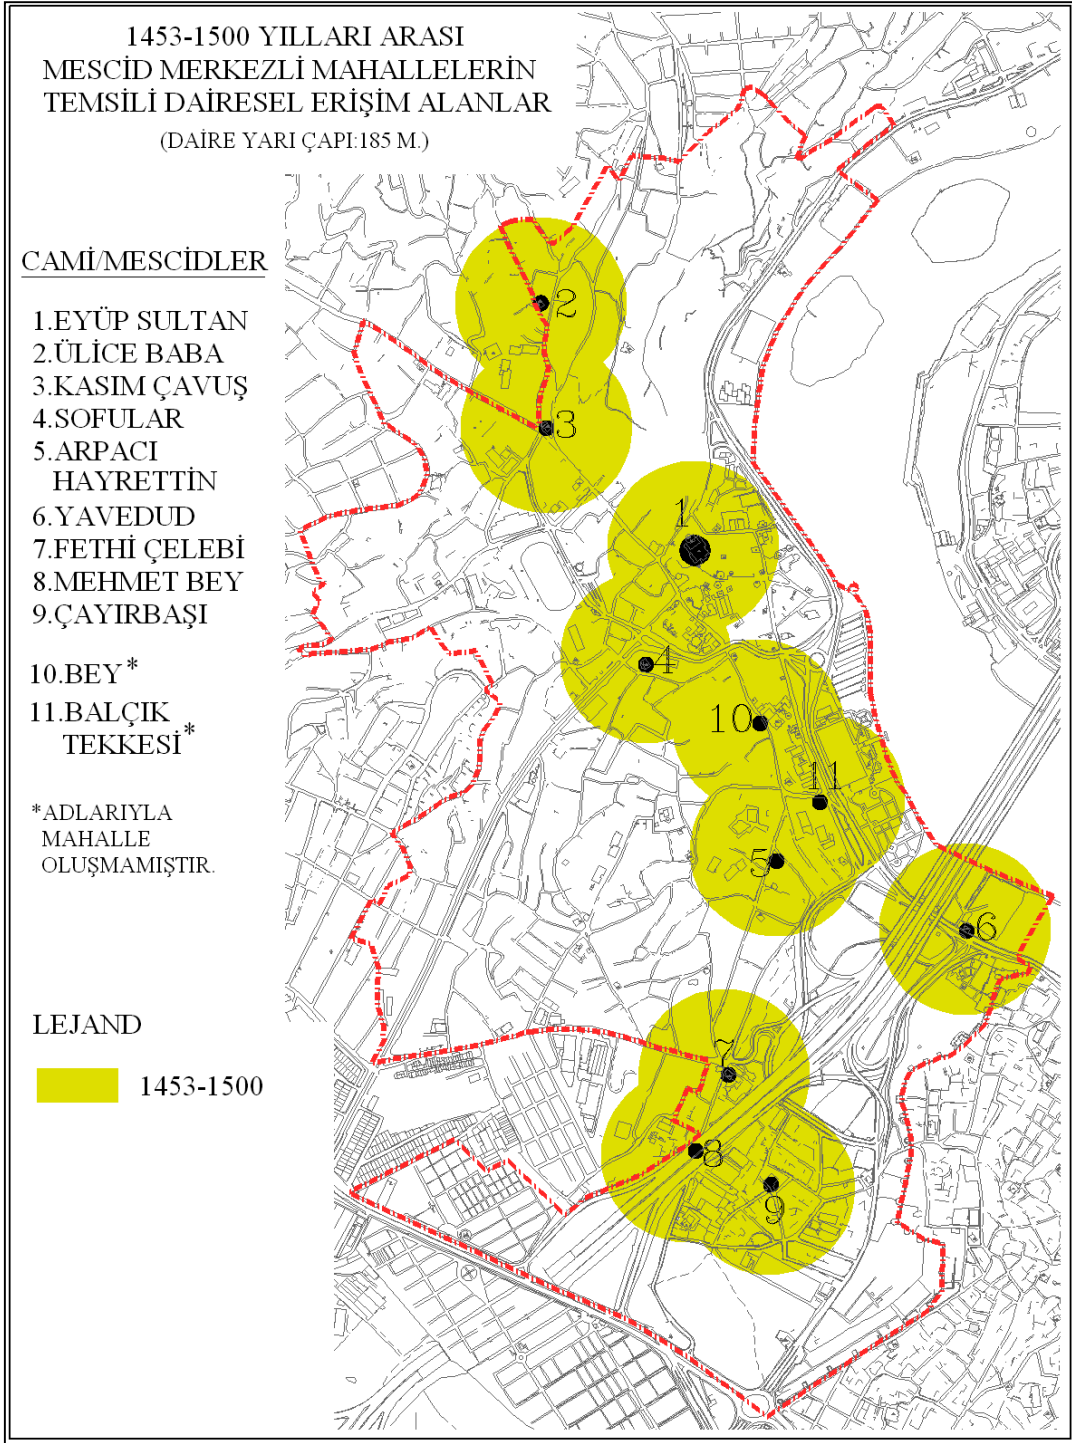 1453-1500 YILLARI ARASI
MESCİD MERKEZLİ MAHALLELERİN
TEMSİLİ DAİRESEL ERİŞİM ALANLAR
(DAİRE YARI ÇAPI:185 M.)
CAMİ/MESCİDLER
1.EYÜP SULTAN
2.ÜLİCE BABA
3.KASIM ÇAVUŞ
4.SOFULAR
5.ARPACI
HAYRETTİN
6.YAVEDUD
7.FETHİ ÇELEBİ
8.MEHMET BEY
9.ÇAYIRBAŞI
10.BEY*
11.BALÇIK
TEKKESİ*
*ADLARIYLA
MAHALLE
OLUŞMAMIŞTIR.
LEJAND
1453-1500
2
3
1
4
10
11
5
6
7
8
9